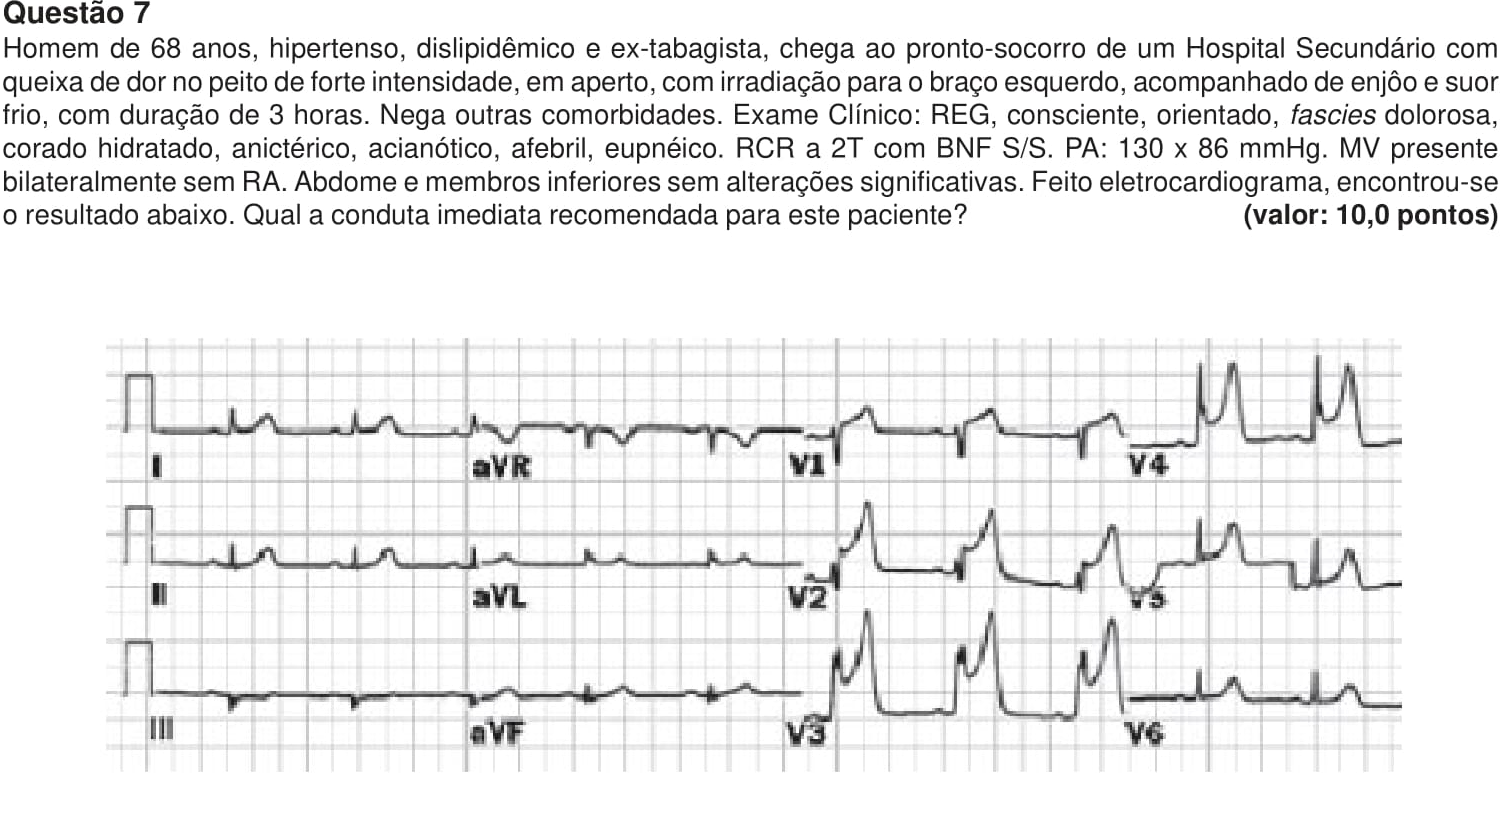 Questão 7
Homem de 68 anos, hipertenso, dislipidêmico e ex-tabagista, chega ao pronto-socorro de um Hospital Secundário com
queixa de dor no peito de forte intensidade, em aperto, com irradiação para o braço esquerdo, acompanhado de enjôo e suor
frio, com duração de 3 horas. Nega outras comorbidades. Exame Clínico: REG, consciente, orientado, fascies dolorosa,
corado hidratado, anictérico, acianótico, afebril, eupnéico. RCR a 2T com BNF S/S. PA: 130 x 86 mmHg. MV presente
bilateralmente sem RA. Abdome e membros inferiores sem alterações significativas. Feito eletrocardiograma, encontrou-se
o resultado abaixo. Qual a conduta imediata recomendada para este paciente? (valor: 10,0 pontos)
I aVR V1 V4
II aVL V2 V5
III aVF V3 V6